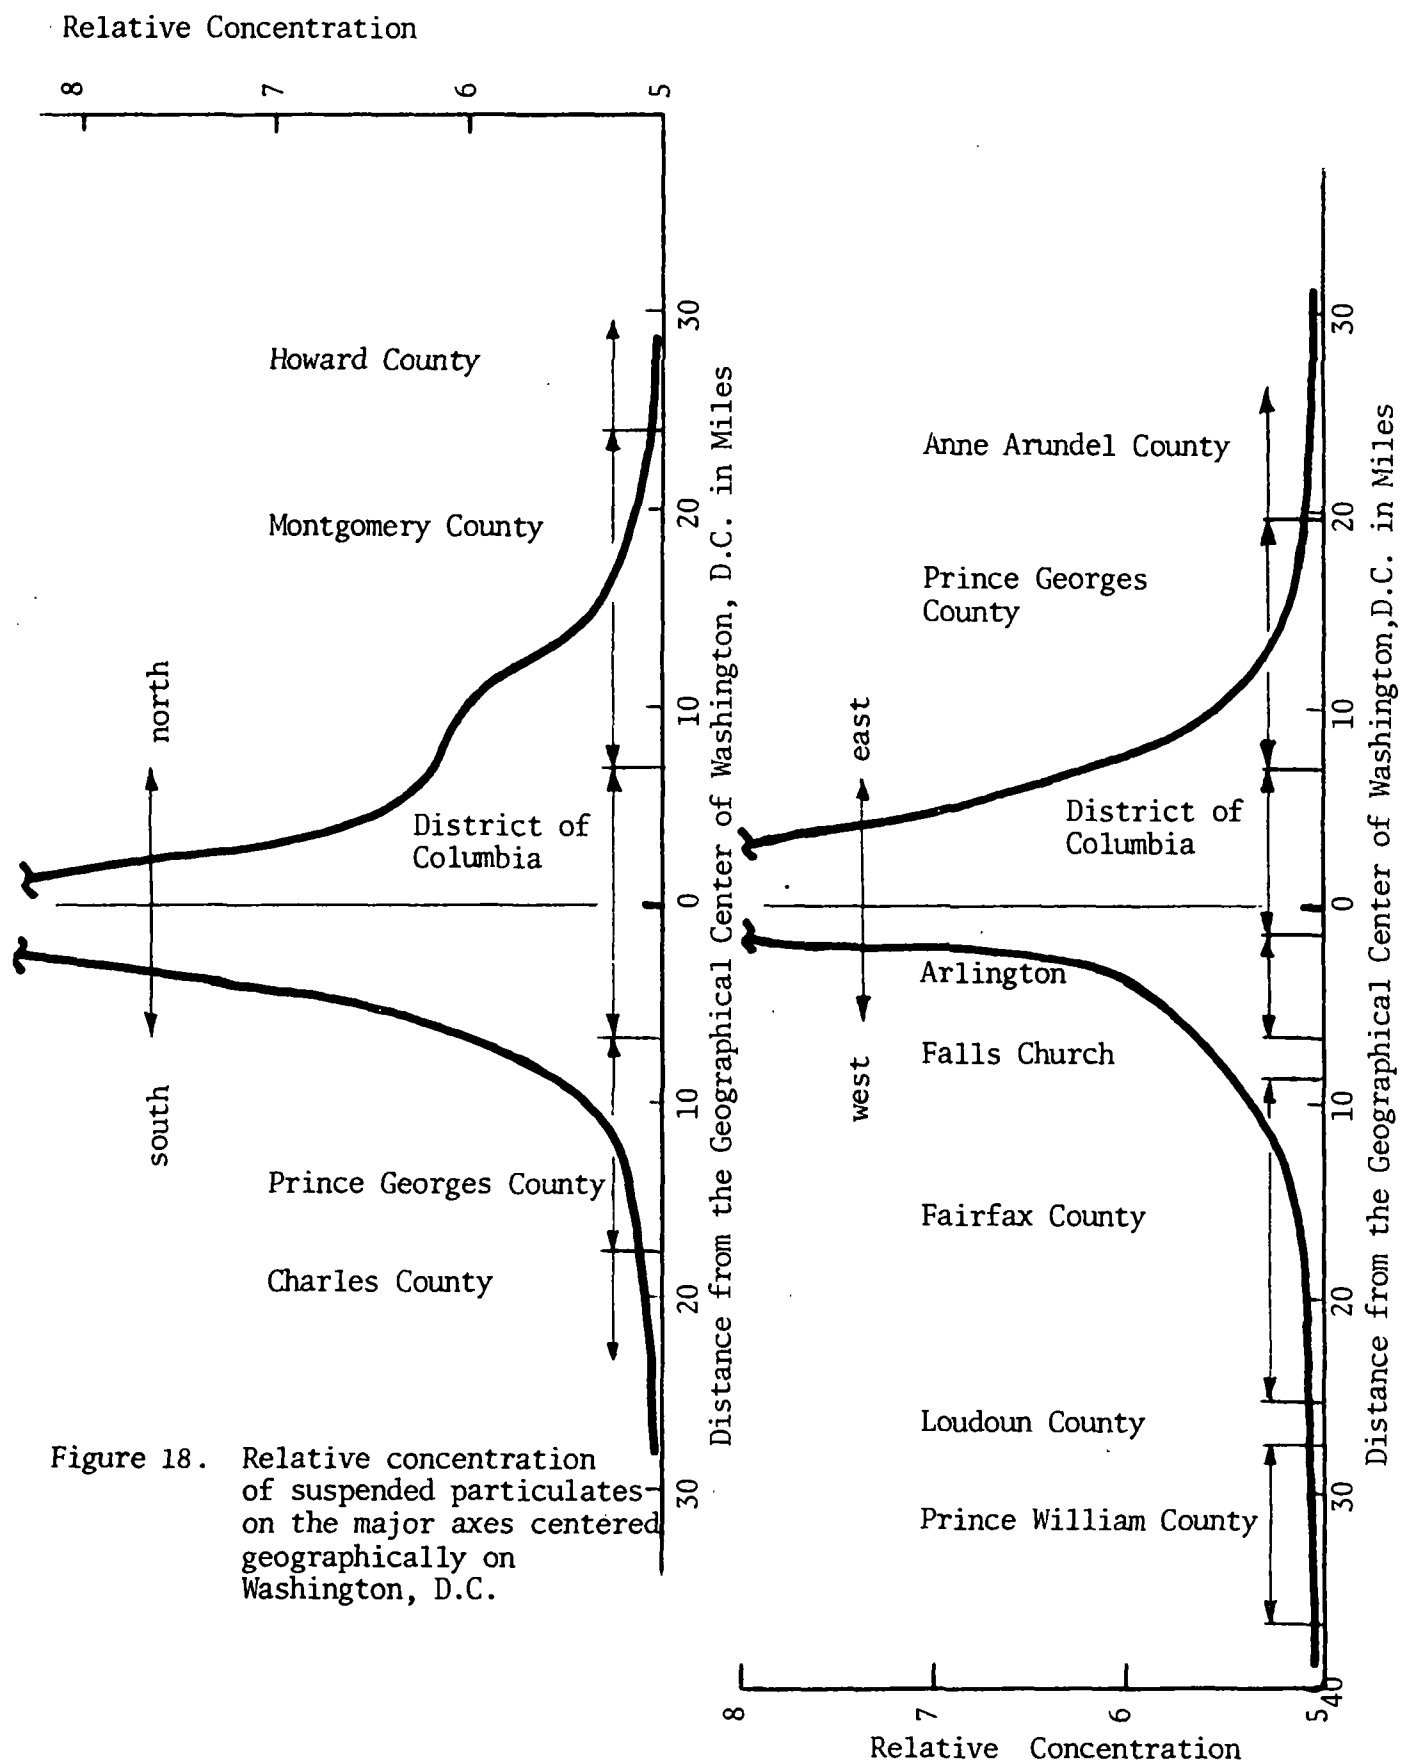 Relative Concentration
8
7
6
5
Howard County
Montgomery County
north
District of
Columbia
south
Prince Georges County
Charles County
30
20
10
0
10
20
30
Distance from the Geographical Center of Washington, D.C. in Miles
Figure 18. Relative concentration
of suspended particulates
on the major axes centered
geographically on
Washington, D.C.
Anne Arundel County
Prince Georges
County
east
District of
Columbia
Arlington
Falls Church
west
Fairfax County
Loudoun County
Prince William County
30
20
10
0
10
20
30
40
Distance from the Geographical Center of Washington,D.C. in Miles
8
7
6
5
Relative Concentration